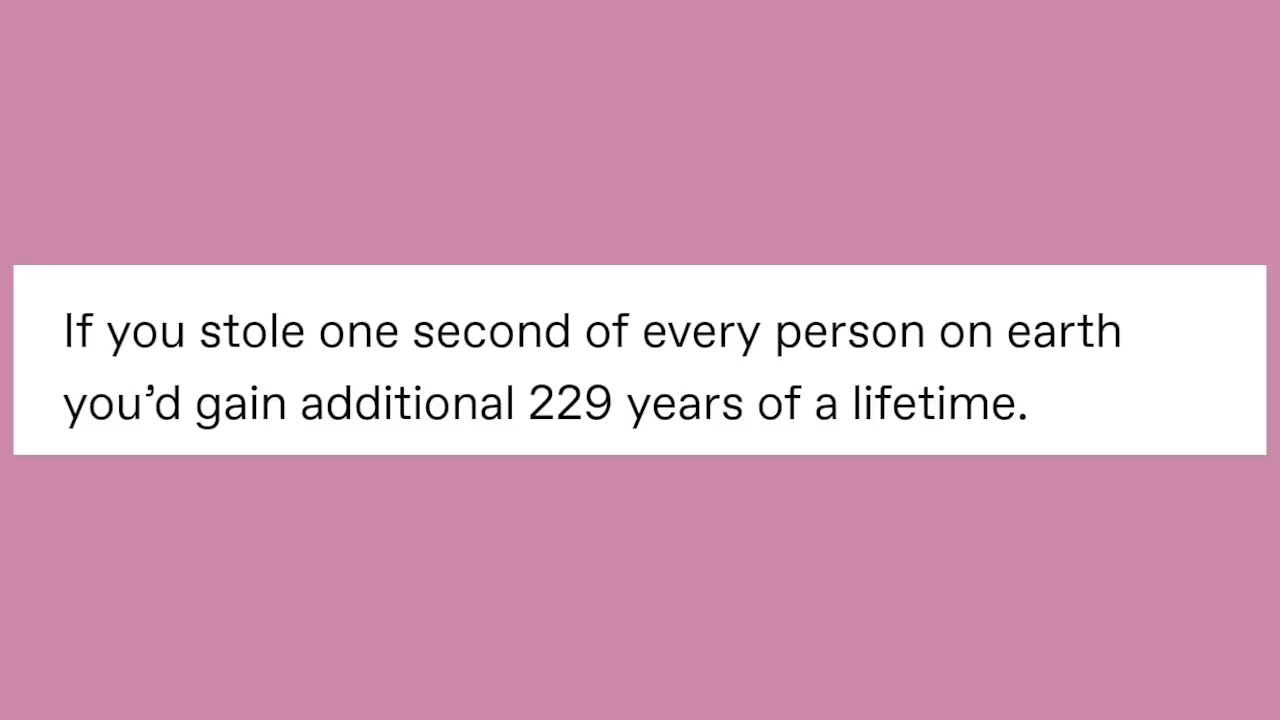 If you stole one second of every person on earth
you’d gain additional 229 years of a lifetime.